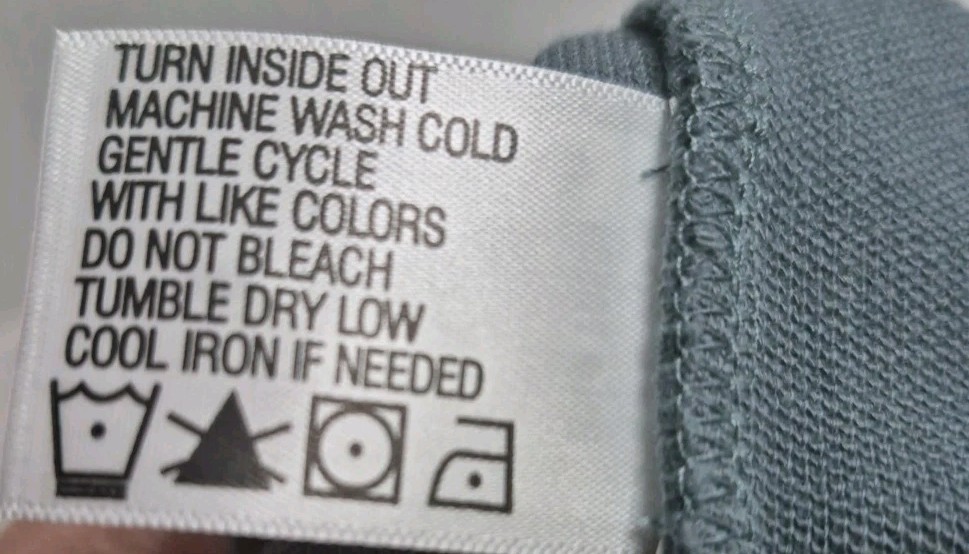 TURN INSIDE OUT
MACHINE WASH COLD
GENTLE CYCLE
WITH LIKE COLORS
DO NOT BLEACH
TUMBLE DRY LOW
COOL IRON IF NEEDED